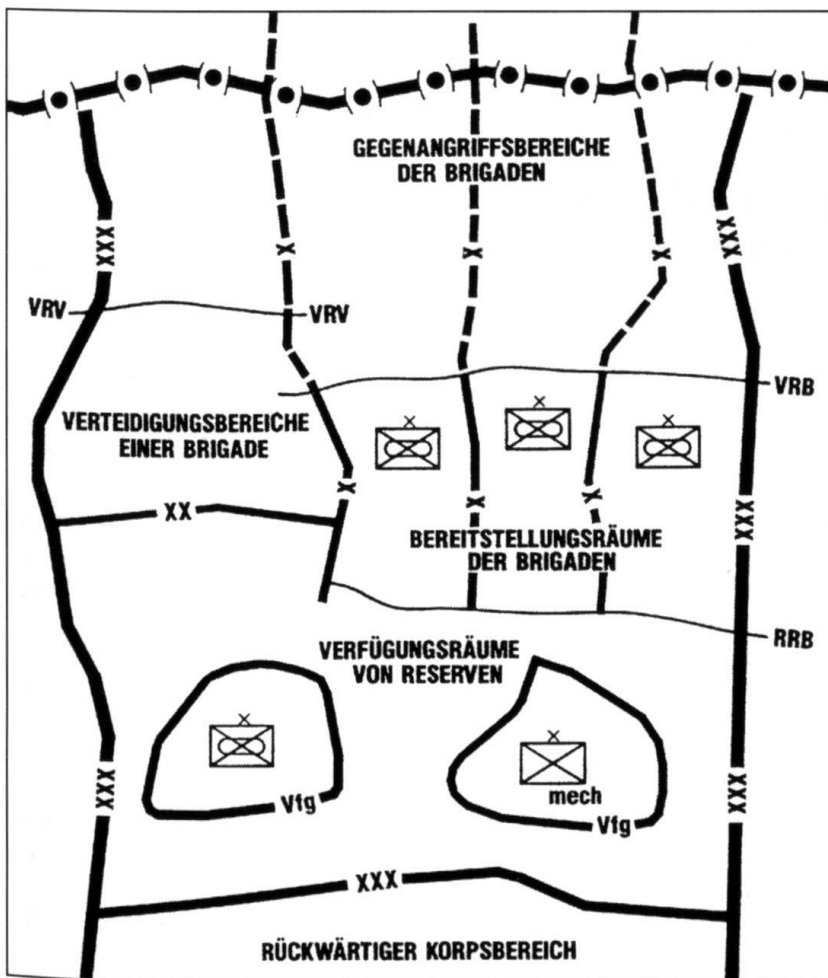 GEGENANGRIFFSBEREICHE
DER BRIGADEN
XXX
X
X
X
XXX
VRV
VRV
VRB
VERTEIDIGUNGSBEREICHE
EINER BRIGADE
X
X
X
X
X
X
XX
XXX
BEREITSTELLUNGSRÄUME
DER BRIGADEN
RRB
VERFÜGUNGSRÄUME
VON RESERVEN
X
X
XXX
mech
XXX
Vfg
Vfg
XXX
RÜCKWÄRTIGER KORPSBEREICH